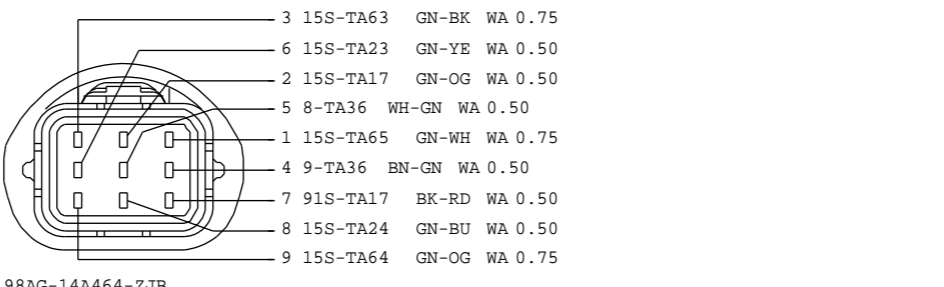 3 15S-TA63 GN-BK WA 0.75
6 15S-TA23 GN-YE WA 0.50
2 15S-TA17 GN-OG WA 0.50
5 8-TA36 WH-GN WA 0.50
1 15S-TA65 GN-WH WA 0.75
4 9-TA36 BN-GN WA 0.50
7 91S-TA17 BK-RD WA 0.50
8 15S-TA24 GN-BU WA 0.50
9 15S-TA64 GN-OG WA 0.75
98AG-14A464-ZJB